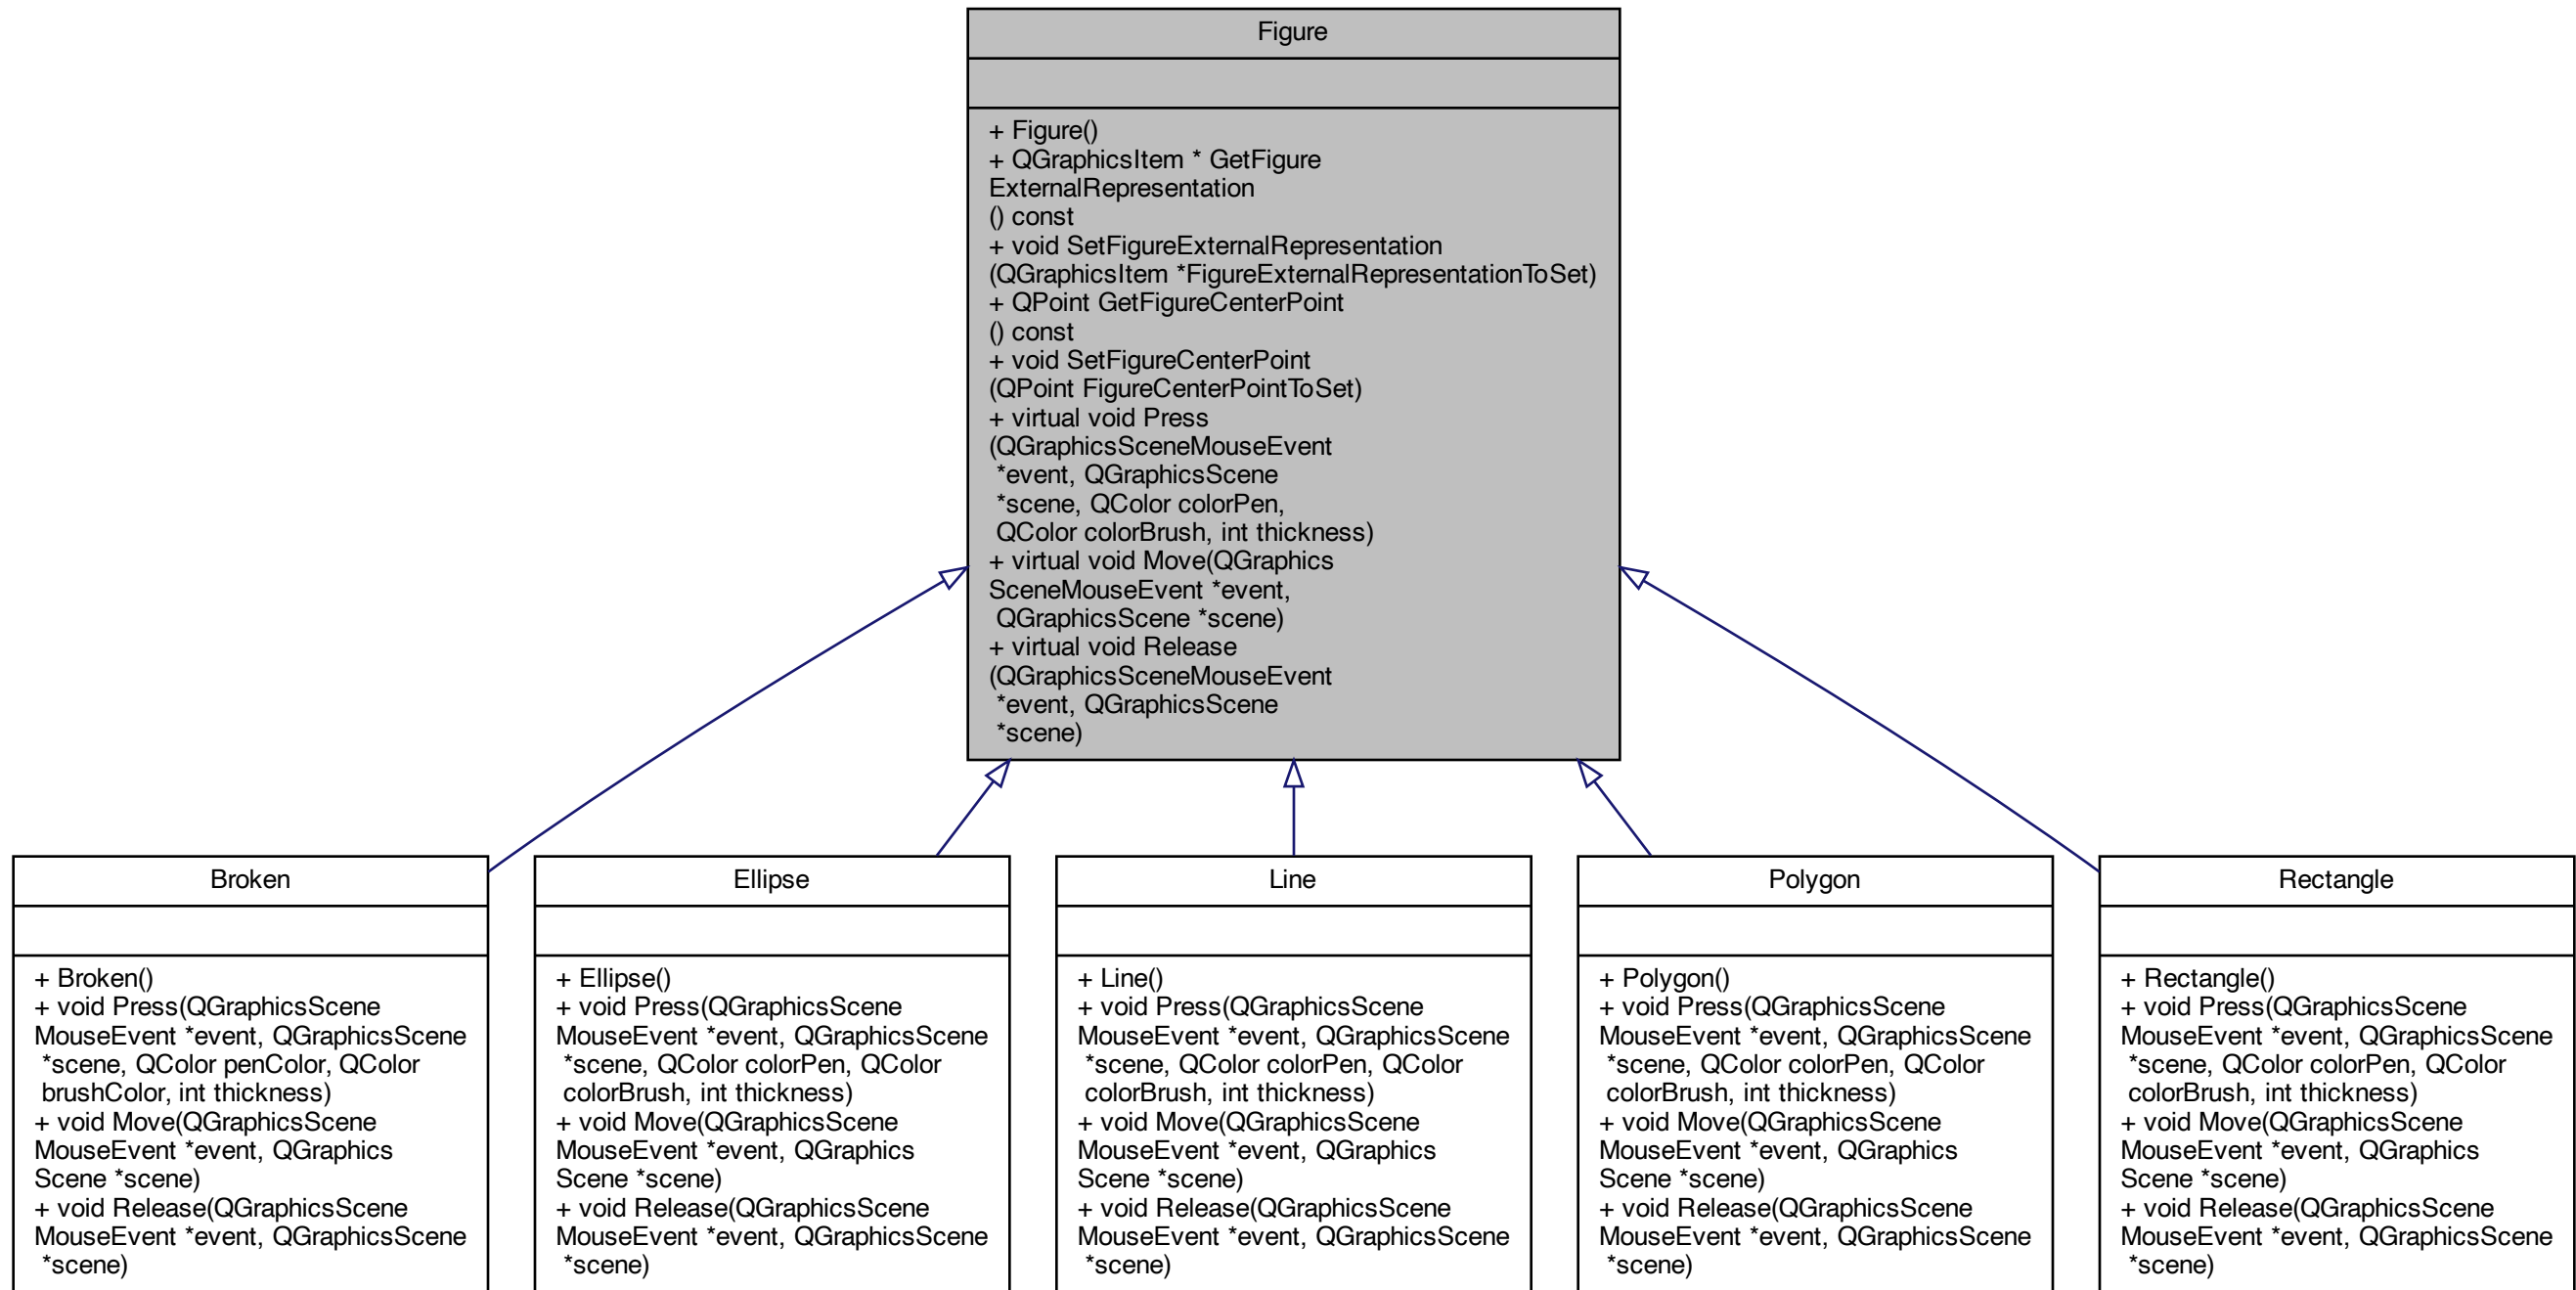 Figure
+ Figure()
+ QGraphicsItem * GetFigure
ExternalRepresentation
() const
+ void SetFigureExternalRepresentation
(QGraphicsItem *FigureExternalRepresentationToSet)
+ QPoint GetFigureCenterPoint
() const
+ void SetFigureCenterPoint
(QPoint FigureCenterPointToSet)
+ virtual void Press
(QGraphicsSceneMouseEvent
*event, QGraphicsScene
*scene, QColor colorPen,
QColor colorBrush, int thickness)
+ virtual void Move(QGraphics
SceneMouseEvent *event,
QGraphicsScene *scene)
+ virtual void Release
(QGraphicsSceneMouseEvent
*event, QGraphicsScene
*scene)
Broken
+ Broken()
+ void Press(QGraphicsScene
MouseEvent *event, QGraphicsScene
*scene, QColor penColor, QColor
brushColor, int thickness)
+ void Move(QGraphicsScene
MouseEvent *event, QGraphics
Scene *scene)
+ void Release(QGraphicsScene
MouseEvent *event, QGraphicsScene
*scene)
Ellipse
+ Ellipse()
+ void Press(QGraphicsScene
MouseEvent *event, QGraphicsScene
*scene, QColor colorPen, QColor
colorBrush, int thickness)
+ void Move(QGraphicsScene
MouseEvent *event, QGraphics
Scene *scene)
+ void Release(QGraphicsScene
MouseEvent *event, QGraphicsScene
*scene)
Line
+ Line()
+ void Press(QGraphicsScene
MouseEvent *event, QGraphicsScene
*scene, QColor colorPen, QColor
colorBrush, int thickness)
+ void Move(QGraphicsScene
MouseEvent *event, QGraphics
Scene *scene)
+ void Release(QGraphicsScene
MouseEvent *event, QGraphicsScene
*scene)
Polygon
+ Polygon()
+ void Press(QGraphicsScene
MouseEvent *event, QGraphicsScene
*scene, QColor colorPen, QColor
colorBrush, int thickness)
+ void Move(QGraphicsScene
MouseEvent *event, QGraphics
Scene *scene)
+ void Release(QGraphicsScene
MouseEvent *event, QGraphicsScene
*scene)
Rectangle
+ Rectangle()
+ void Press(QGraphicsScene
MouseEvent *event, QGraphicsScene
*scene, QColor colorPen, QColor
colorBrush, int thickness)
+ void Move(QGraphicsScene
MouseEvent *event, QGraphics
Scene *scene)
+ void Release(QGraphicsScene
MouseEvent *event, QGraphicsScene
*scene)